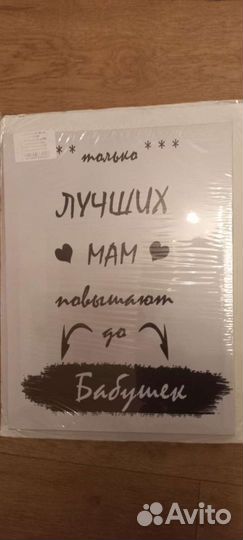 ** только ***
ЛУЧШИХ
МАМ
повышают
до
Бабушек
Avito